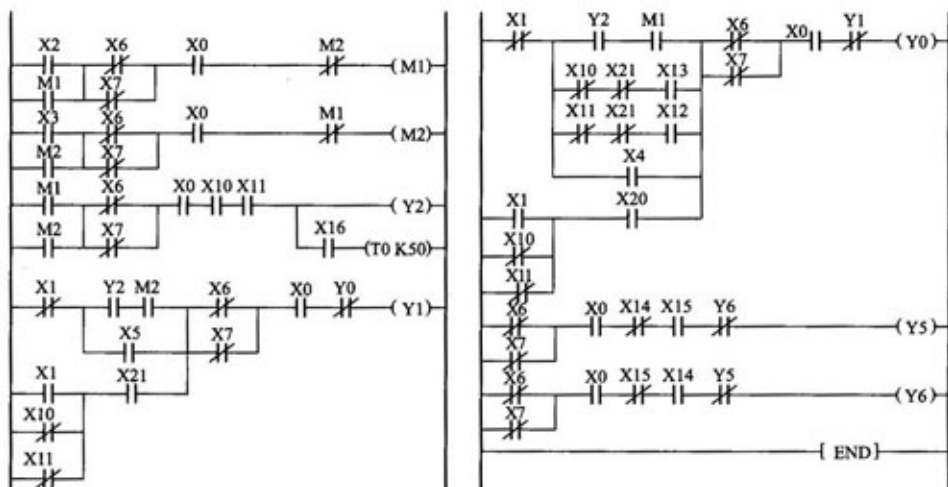 X2 X6 X0 M2
(M1)
M1 X7
X3 X6 X0 M1
(M2)
M2 X7
M1 X6 X0 X10 X11
(Y2)
M2 X7 X16
(T0 K50)
X1 Y2 M2 X6 X0 Y0
(Y1)
X5 X7
X1 X21
X10
X11
X1 Y2 M1 X6 X0 Y1
(Y0)
X7
X10 X21 X13
X11 X21 X12
X4
X1 X20
X10
X11
X6 X0 X14 X15 Y6
(Y5)
X7
X6 X0 X15 X14 Y5
(Y6)
X7
[ END ]